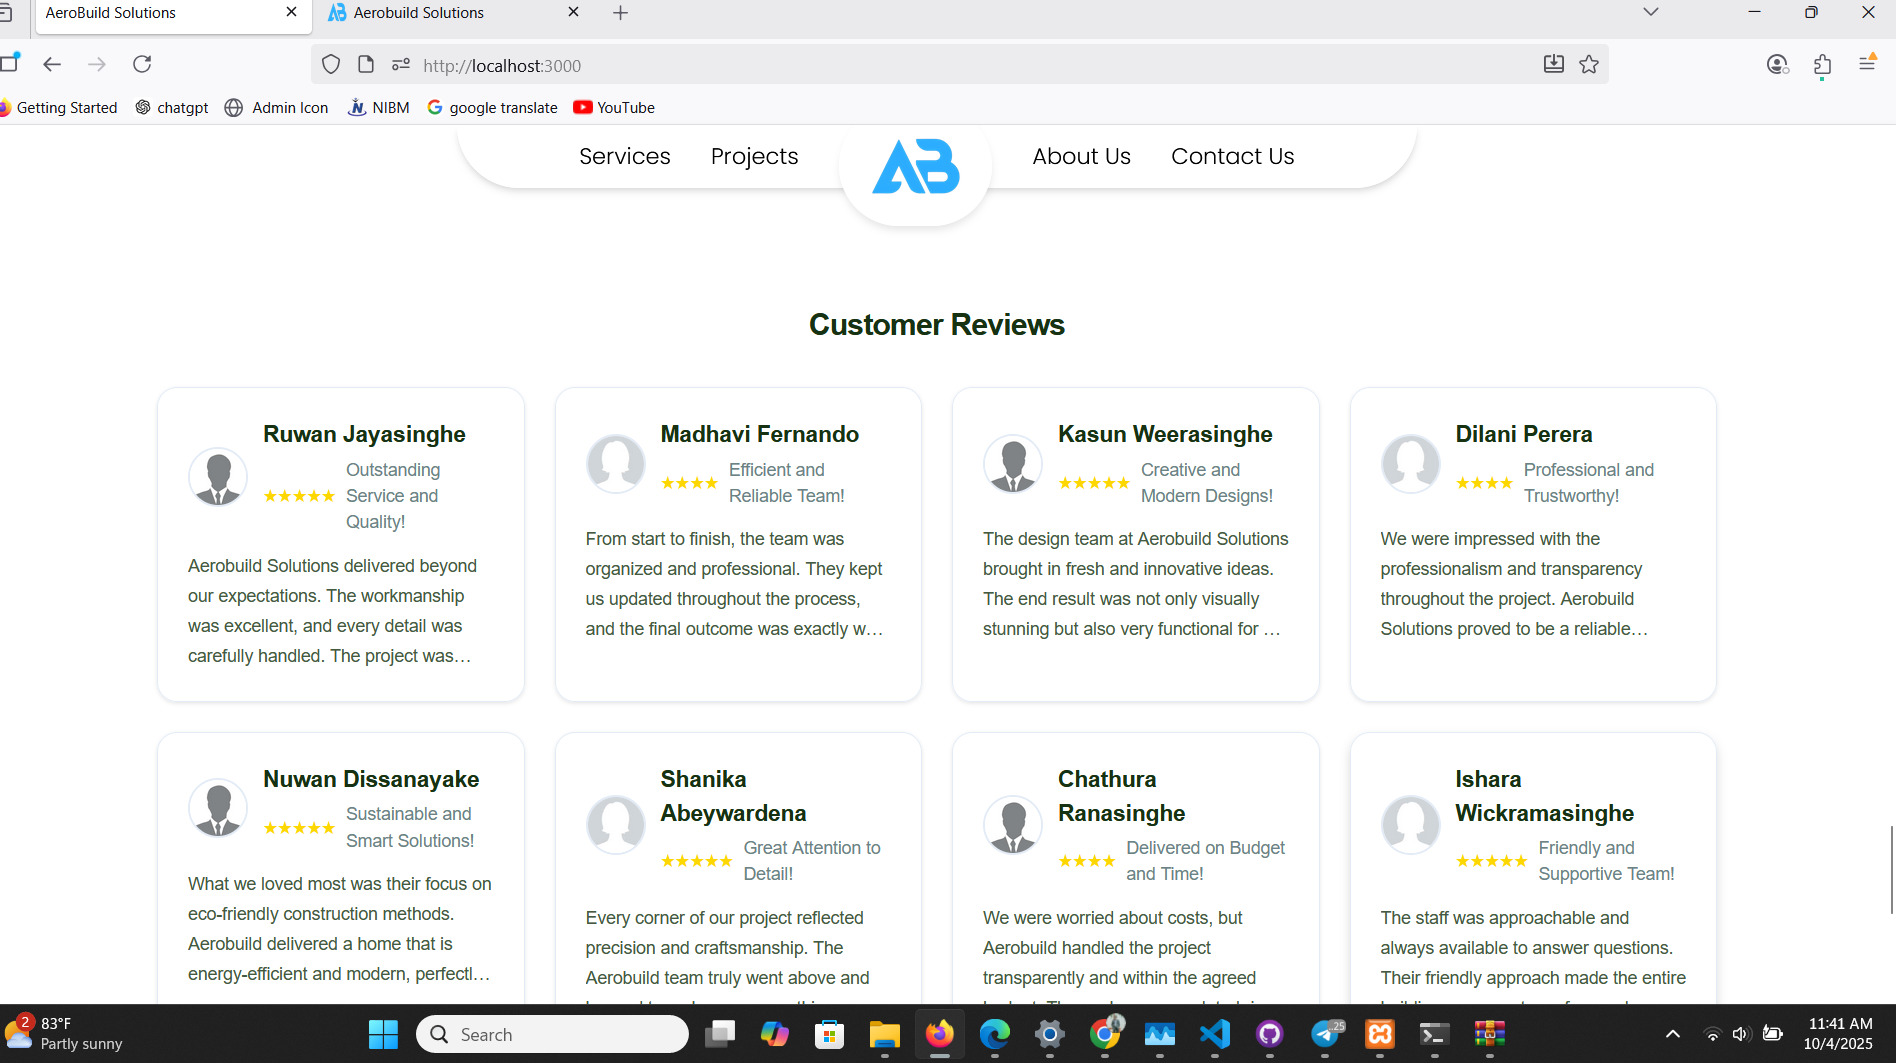 AeroBuild Solutions
Aerobuild Solutions
http://localhost:3000
Getting Started
chatgpt
Admin Icon
NIBM
google translate
YouTube
Services
Projects
AB
About Us
Contact Us
Customer Reviews
Ruwan Jayasinghe
★★★★★
Outstanding
Service and
Quality!
Aerobuild Solutions delivered beyond
our expectations. The workmanship
was excellent, and every detail was
carefully handled. The project was…
Madhavi Fernando
★★★★
Efficient and
Reliable Team!
From start to finish, the team was
organized and professional. They kept
us updated throughout the process,
and the final outcome was exactly w…
Kasun Weerasinghe
★★★★★
Creative and
Modern Designs!
The design team at Aerobuild Solutions
brought in fresh and innovative ideas.
The end result was not only visually
stunning but also very functional for …
Dilani Perera
★★★★
Professional and
Trustworthy!
We were impressed with the
professionalism and transparency
throughout the project. Aerobuild
Solutions proved to be a reliable…
Nuwan Dissanayake
★★★★★
Sustainable and
Smart Solutions!
What we loved most was their focus on
eco-friendly construction methods.
Aerobuild delivered a home that is
energy-efficient and modern, perfectl…
Shanika
Abeywardena
★★★★★
Great Attention to
Detail!
Every corner of our project reflected
precision and craftsmanship. The
Aerobuild team truly went above and
Chathura
Ranasinghe
★★★★
Delivered on Budget
and Time!
We were worried about costs, but
Aerobuild handled the project
transparently and within the agreed
Ishara
Wickramasinghe
★★★★★
Friendly and
Supportive Team!
The staff was approachable and
always available to answer questions.
Their friendly approach made the entire
2
83°F
Partly sunny
Search
..25
11:41 AM
10/4/2025